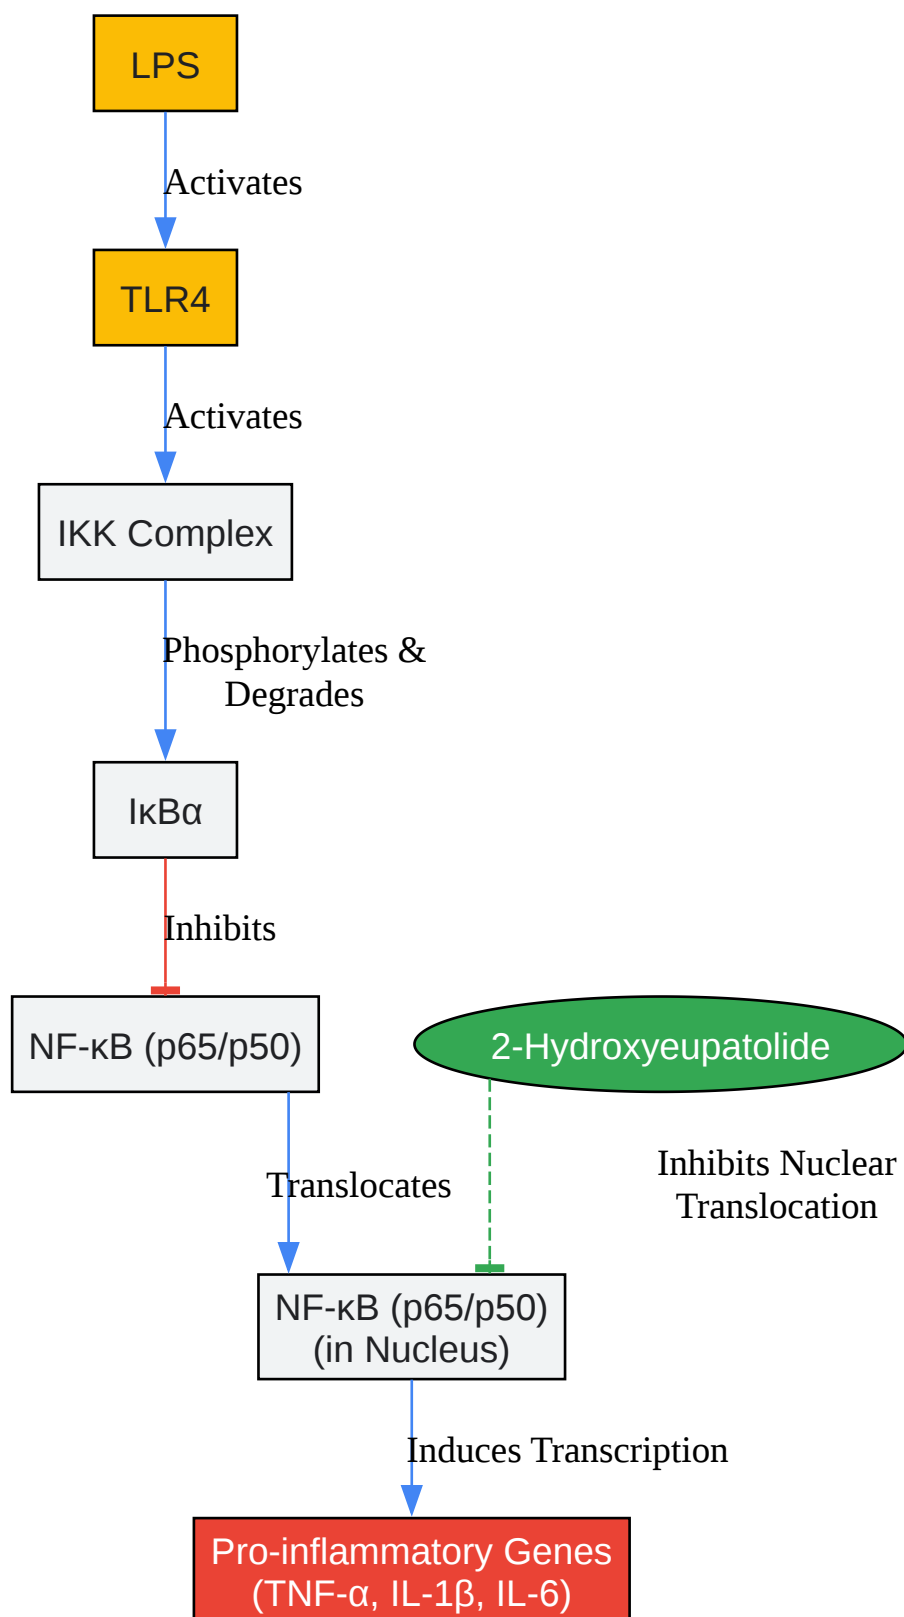 LPS
Activates
TLR4
Activates
IKK Complex
Phosphorylates &
Degrades
IκBα
Inhibits
NF-κB (p65/p50)
2-Hydroxyeupatolide
Translocates
Inhibits Nuclear
Translocation
NF-κB (p65/p50)
(in Nucleus)
Induces Transcription
Pro-inflammatory Genes
(TNF-α, IL-1β, IL-6)